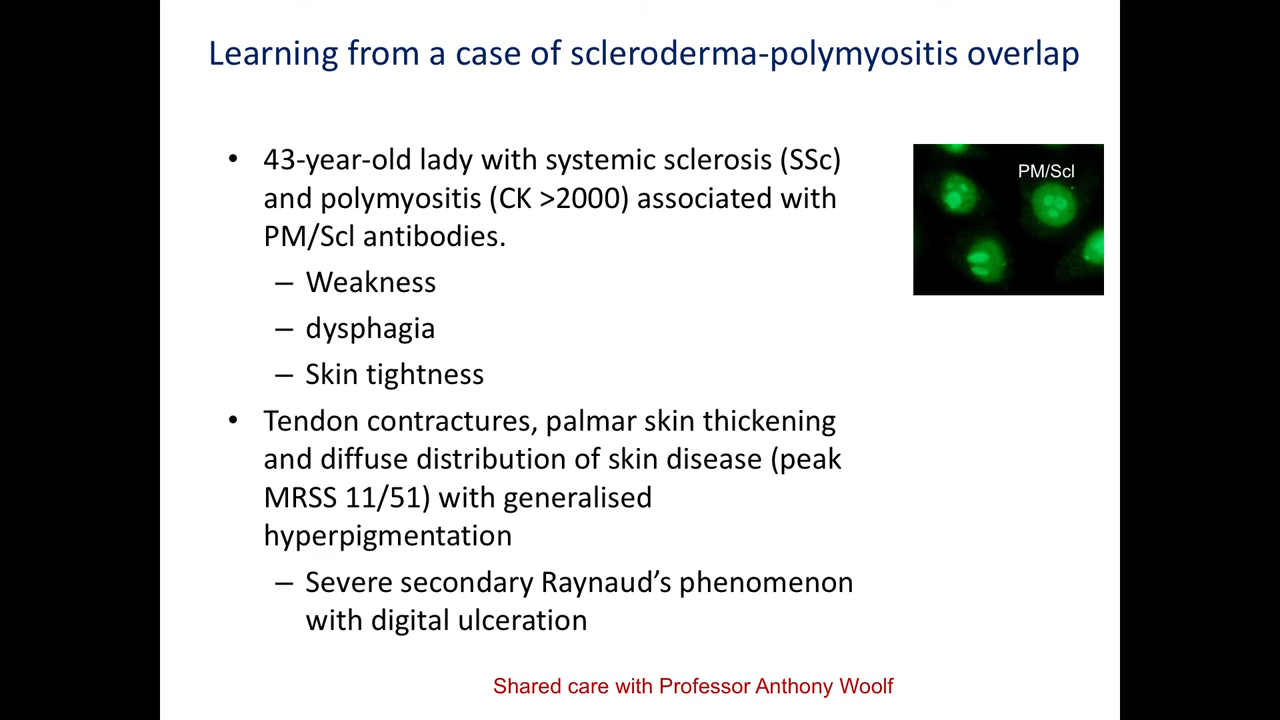 Learning from a case of scleroderma-polymyositis overlap
• 43-year-old lady with systemic sclerosis (SSc)
and polymyositis (CK >2000) associated with
PM/Scl antibodies.
– Weakness
– dysphagia
– Skin tightness
• Tendon contractures, palmar skin thickening
and diffuse distribution of skin disease (peak
MRSS 11/51) with generalised
hyperpigmentation
– Severe secondary Raynaud’s phenomenon
with digital ulceration
PM/Scl
Shared care with Professor Anthony Woolf